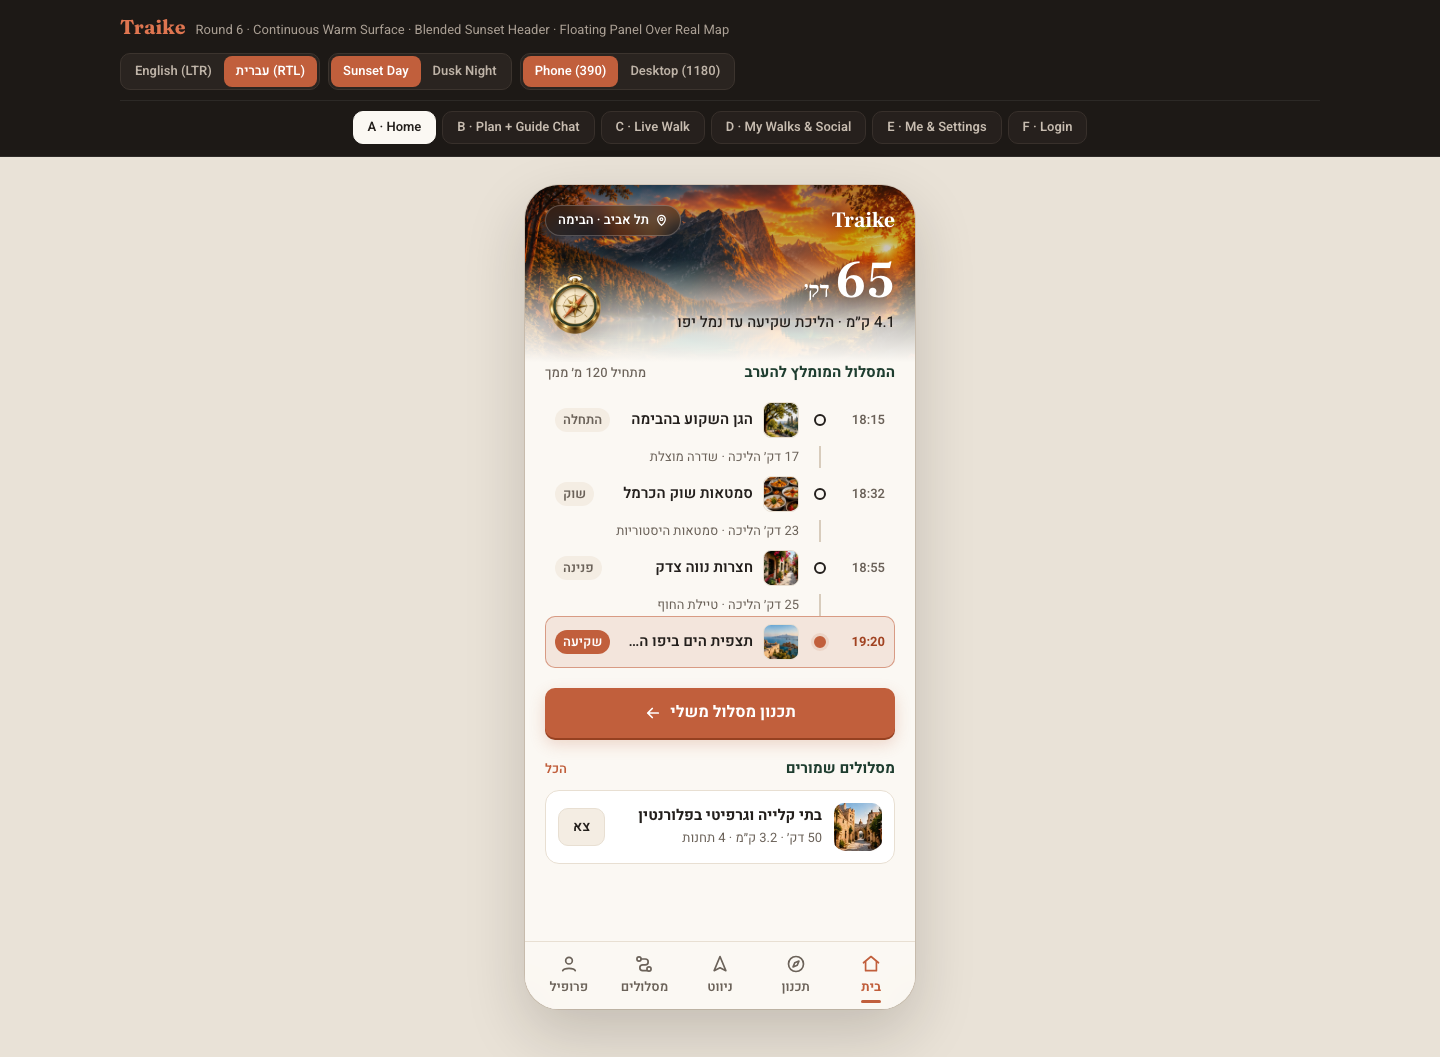 Traike Round 6 · Continuous Warm Surface · Blended Sunset Header · Floating Panel Over Real Map
English (LTR) עברית (RTL) Sunset Day Dusk Night Phone (390) Desktop (1180)
A · Home B · Plan + Guide Chat C · Live Walk D · My Walks & Social E · Me & Settings F · Login
Traike
תל אביב · הבימה
65 דק׳
4.1 ק״מ · הליכת שקיעה עד נמל יפו
המסלול המומלץ להערב
מתחיל 120 מ׳ ממך
18:15 הגן השקוע בהבימה התחלה
17 דק׳ הליכה · שדרה מוצלת
18:32 סמטאות שוק הכרמל שוק
23 דק׳ הליכה · סמטאות היסטוריות
18:55 חצרות נווה צדק פנינה
25 דק׳ הליכה · טיילת החוף
19:20 תצפית הים ביפו ה... שקיעה
תכנון מסלול משלי ←
מסלולים שמורים הכל
בתי קלייה וגרפיטי בפלורנטין
50 דק׳ · 3.2 ק״מ · 4 תחנות
צא
בית תכנון ניווט מסלולים פרופיל